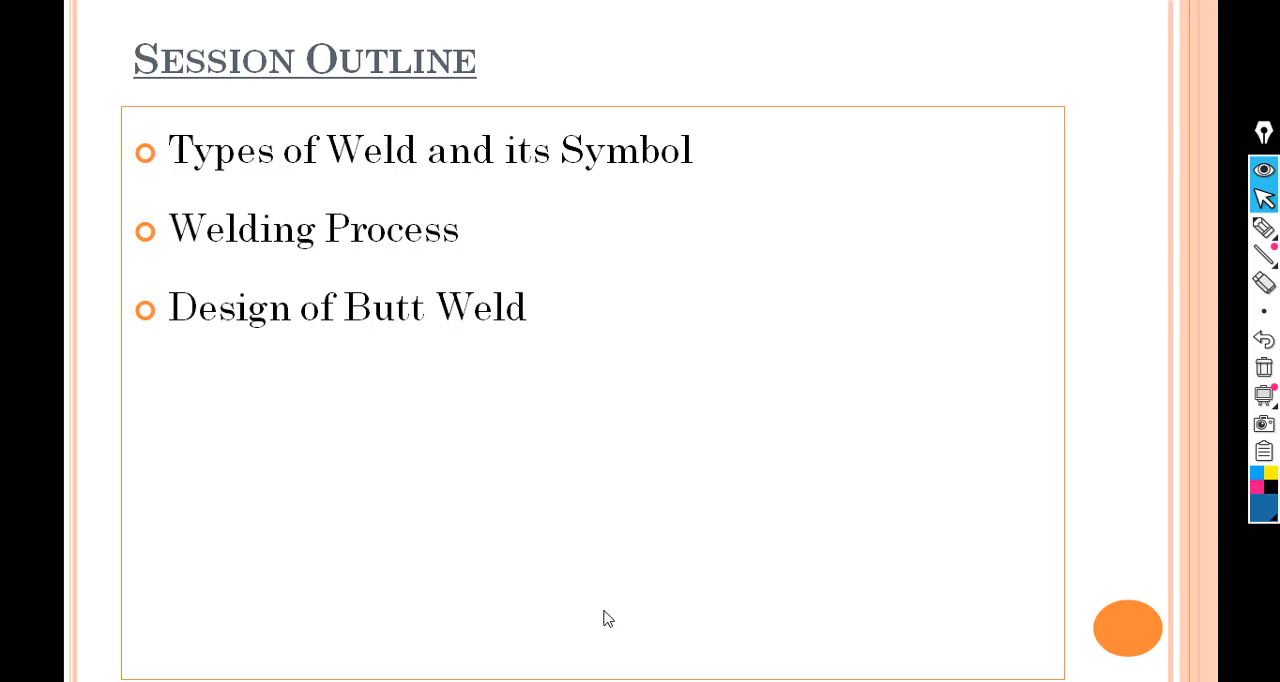 SESSION OUTLINE
Types of Weld and its Symbol
Welding Process
Design of Butt Weld